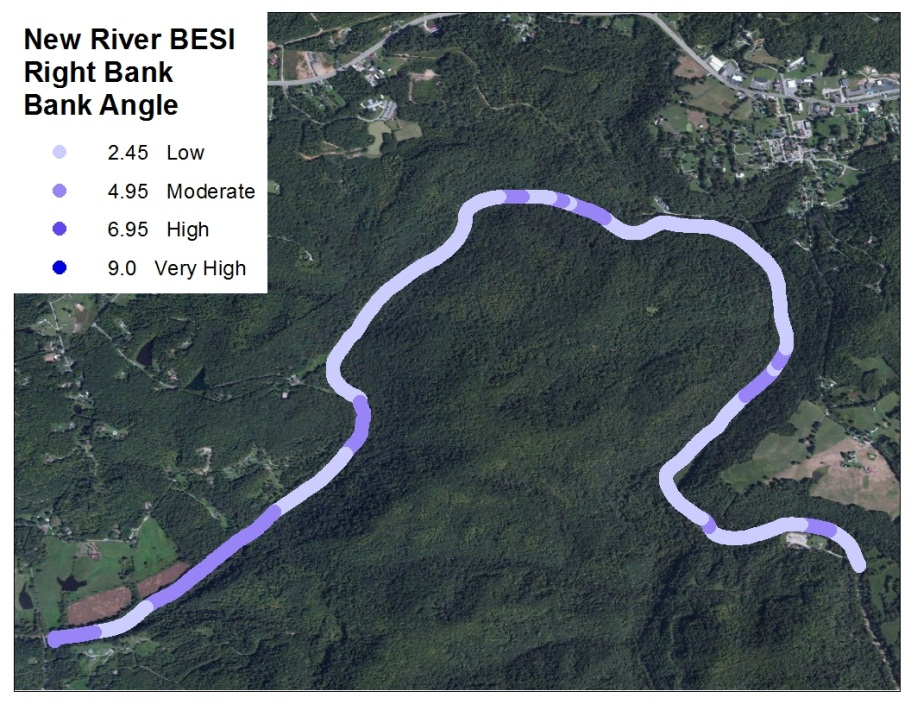 New River BESI
Right Bank
Bank Angle
2.45 Low
4.95 Moderate
6.95 High
9.0 Very High